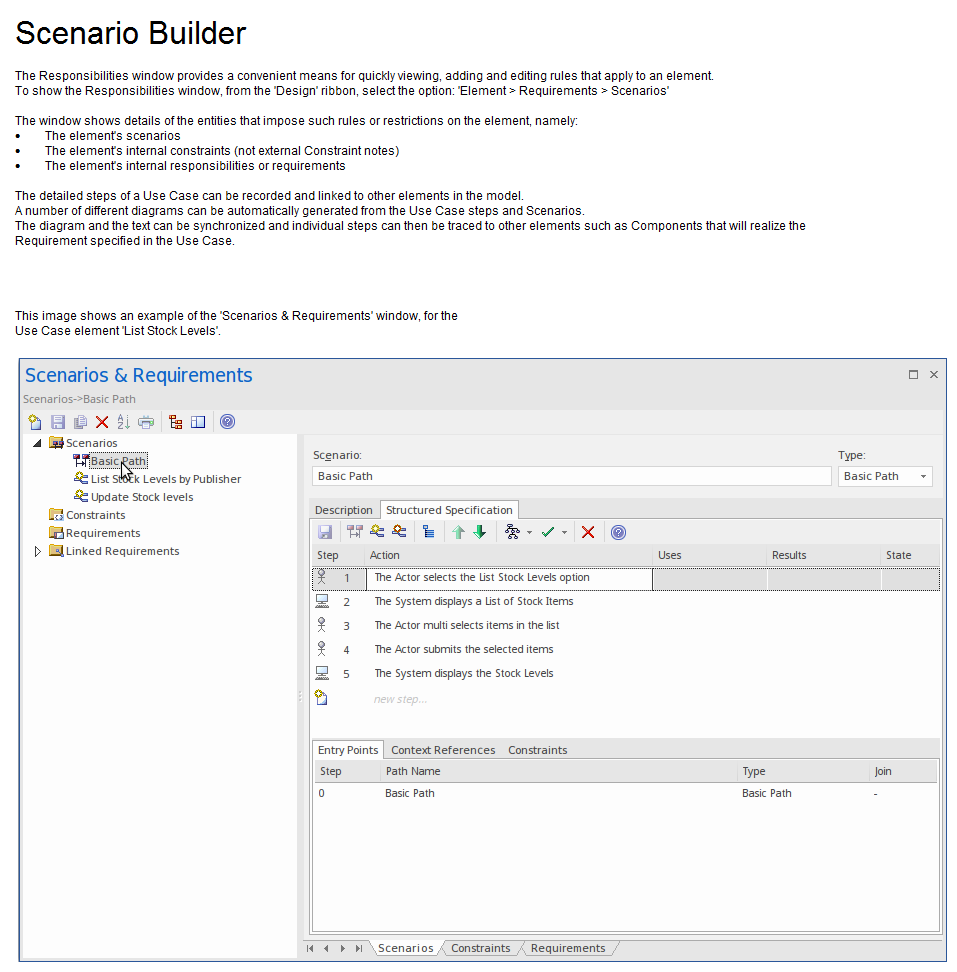 Scenario Builder
The Responsibilities window provides a convenient means for quickly viewing, adding and editing rules that apply to an element.
To show the Responsibilities window, from the 'Design' ribbon, select the option: 'Element > Requirements > Scenarios'
The window shows details of the entities that impose such rules or restrictions on the element, namely:
• The element's scenarios
• The element's internal constraints (not external Constraint notes)
• The element's internal responsibilities or requirements
The detailed steps of a Use Case can be recorded and linked to other elements in the model.
A number of different diagrams can be automatically generated from the Use Case steps and Scenarios.
The diagram and the text can be synchronized and individual steps can then be traced to other elements such as Components that will realize the
Requirement specified in the Use Case.
This image shows an example of the 'Scenarios & Requirements' window, for the
Use Case element 'List Stock Levels'.
Scenarios & Requirements
Scenarios->Basic Path
Scenarios
Basic Path
List Stock Levels by Publisher
Update Stock levels
Constraints
Requirements
Linked Requirements
Scenario: Type:
Basic Path Basic Path
Description Structured Specification
Step Action Uses Results State
1 The Actor selects the List Stock Levels option
2 The System displays a List of Stock Items
3 The Actor multi selects items in the list
4 The Actor submits the selected items
5 The System displays the Stock Levels
new step...
Entry Points Context References Constraints
Step Path Name Type Join
0 Basic Path Basic Path -
Scenarios Constraints Requirements